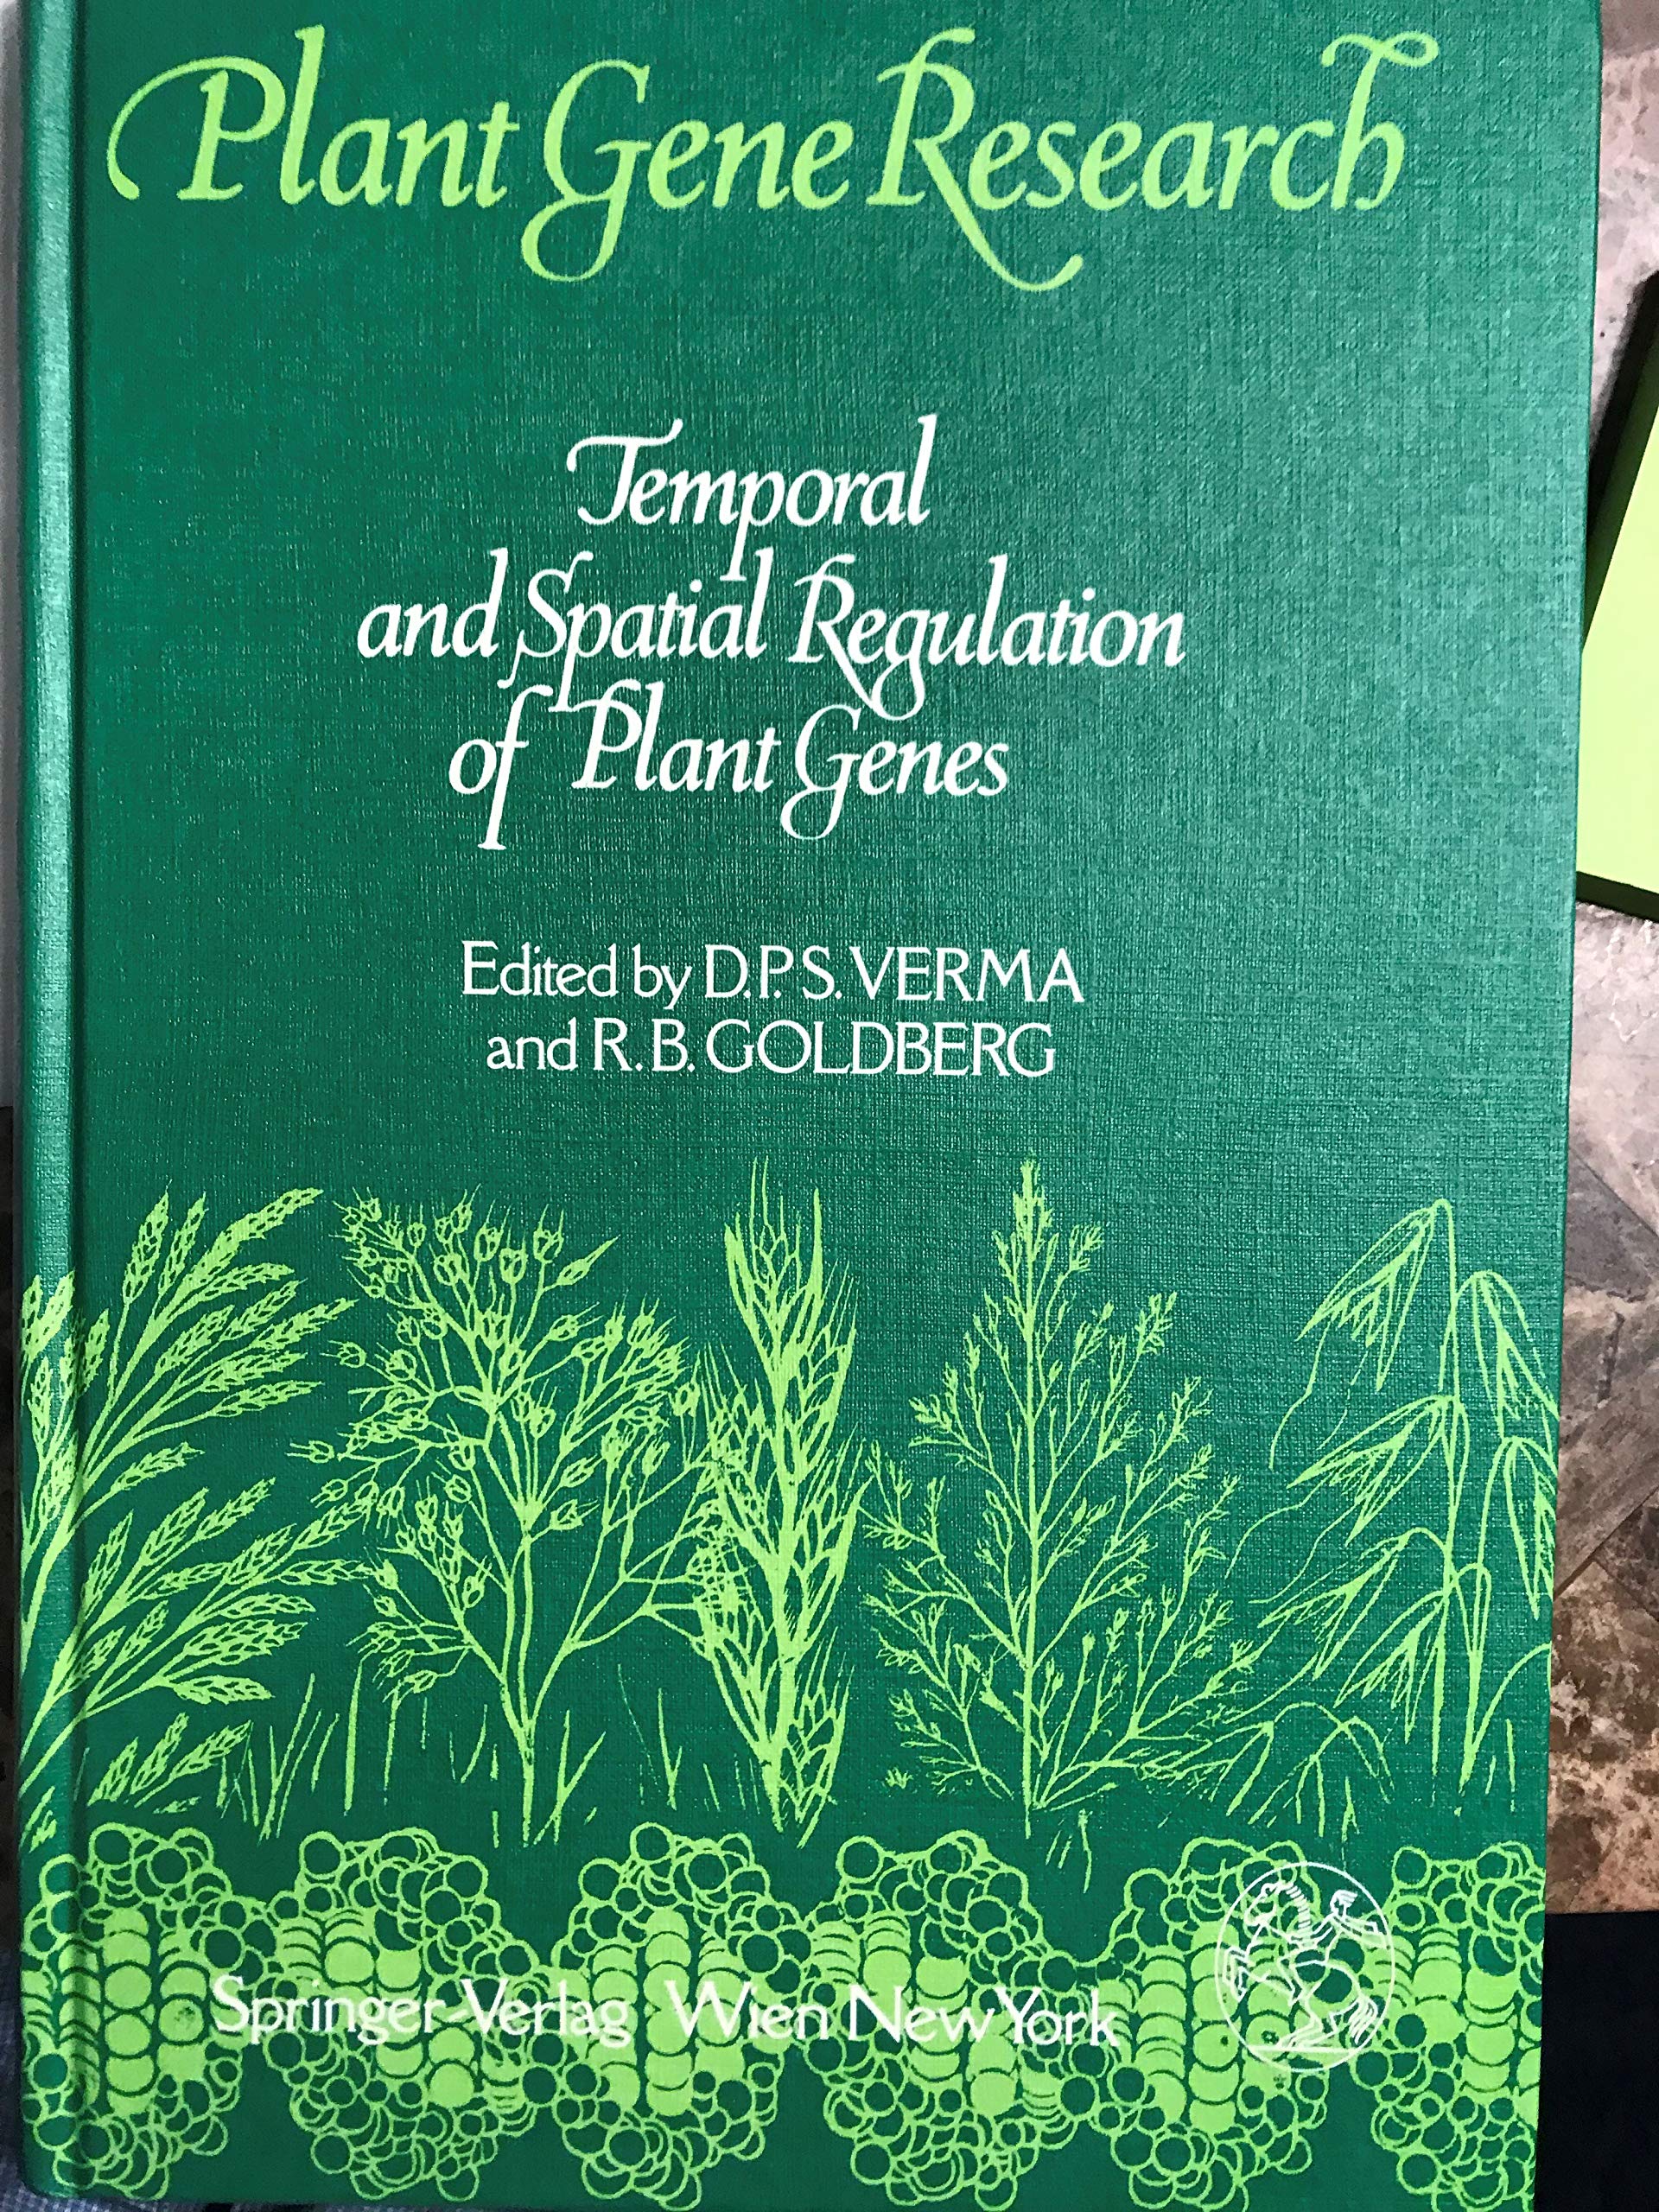 Plant Gene Research
Temporal
and Spatial Regulation
of Plant Genes
Edited by D.P.S. VERMA
and R.B. GOLDBERG
Springer-Verlag Wien New York